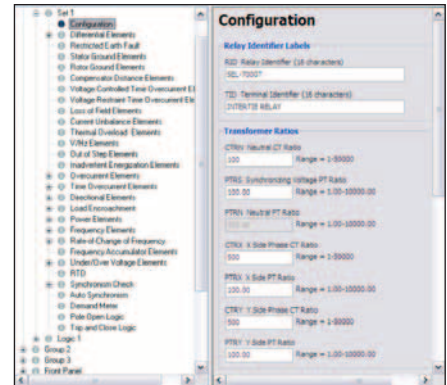 Set 1
Configuration
Differential Elements
Restricted Earth Fault
Stator Ground Elements
Rotor Ground Elements
Compensator Distance Elements
Voltage Controlled Time Overcurrent El
Voltage Restraint Time Overcurrent Ele
Loss of Field Elements
Current Unbalance Elements
Thermal Overload Elements
V/Hz Elements
Out of Step Elements
Inadvertent Energization Elements
Overcurrent Elements
Time Overcurrent Elements
Directional Elements
Load Encroachment
Power Elements
Frequency Elements
Rate-of-Change of Frequency
Frequency Accumulator Elements
Under/Over Voltage Elements
RTD
Synchronism Check
Auto Synchronism
Demand Meter
Pole Open Logic
Trip and Close Logic
Logic 1
Group 2
Group 3
Front Panel
Configuration
Relay Identifier Labels
RID Relay Identifier (16 characters)
SEL-700G?
TID Terminal Identifier (16 characters)
INTERTIE RELAY
Transformer Ratios
CTRN Neutral CT Ratio
100 Range = 1-50000
PTRS Synchronizing Voltage PT Ratio
100.00 Range = 1.00-10000.00
PTRN Neutral PT Ratio
Range = 1.00-10000.00
CTRX X Side Phase CT Ratio
500 Range = 1-50000
PTRX X Side PT Ratio
100.00 Range = 1.00-10000.00
CTRY Y Side Phase CT Ratio
500 Range = 1-50000
PTRY Y Side PT Ratio
100.00 Range = 1.00-10000.00